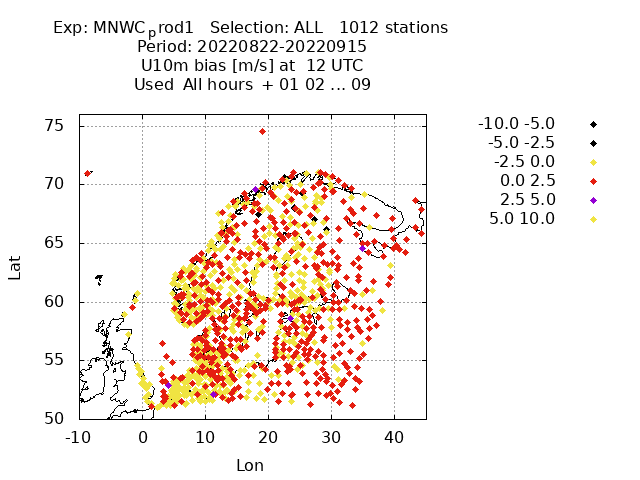 Exp: MNWCprod1   Selection: ALL   1012 stations
Period: 20220822-20220915
U10m bias [m/s] at  12 UTC
Used  All hours  + 01 02 ... 09
-10.0 -5.0
-5.0 -2.5
-2.5 0.0
0.0 2.5
2.5 5.0
5.0 10.0
75
70
65
60
55
50
Lat
-10 0 10 20 30 40
Lon